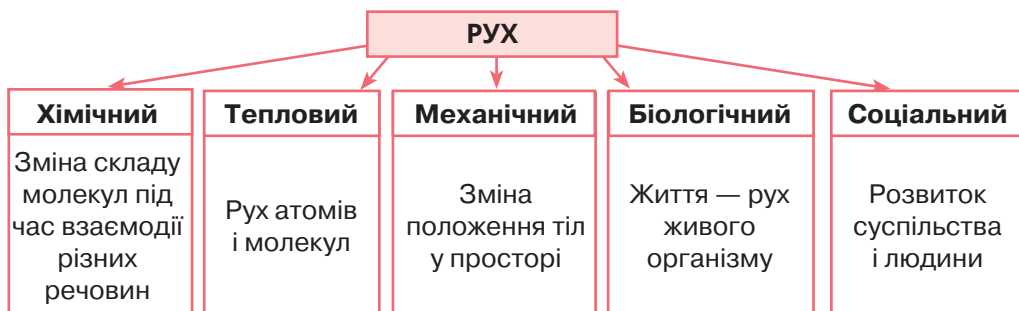 РУХ
Хімічний
Зміна складу
молекул під
час взаємодії
різних
речовин
Тепловий
Рух атомів
і молекул
Механічний
Зміна
положення тіл
у просторі
Біологічний
Життя — рух
живого
організму
Соціальний
Розвиток
суспільства
і людини